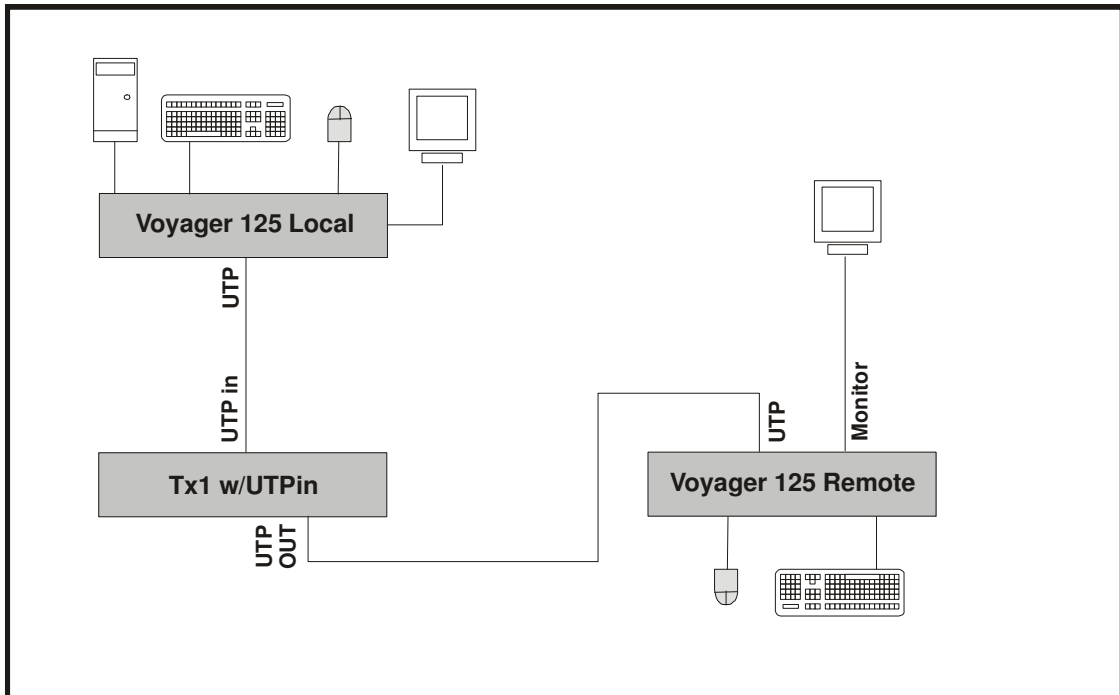 Voyager 125 Local
UTP
UTP in
Tx1 w/UTPin
UTP
OUT
UTP
Monitor
Voyager 125 Remote